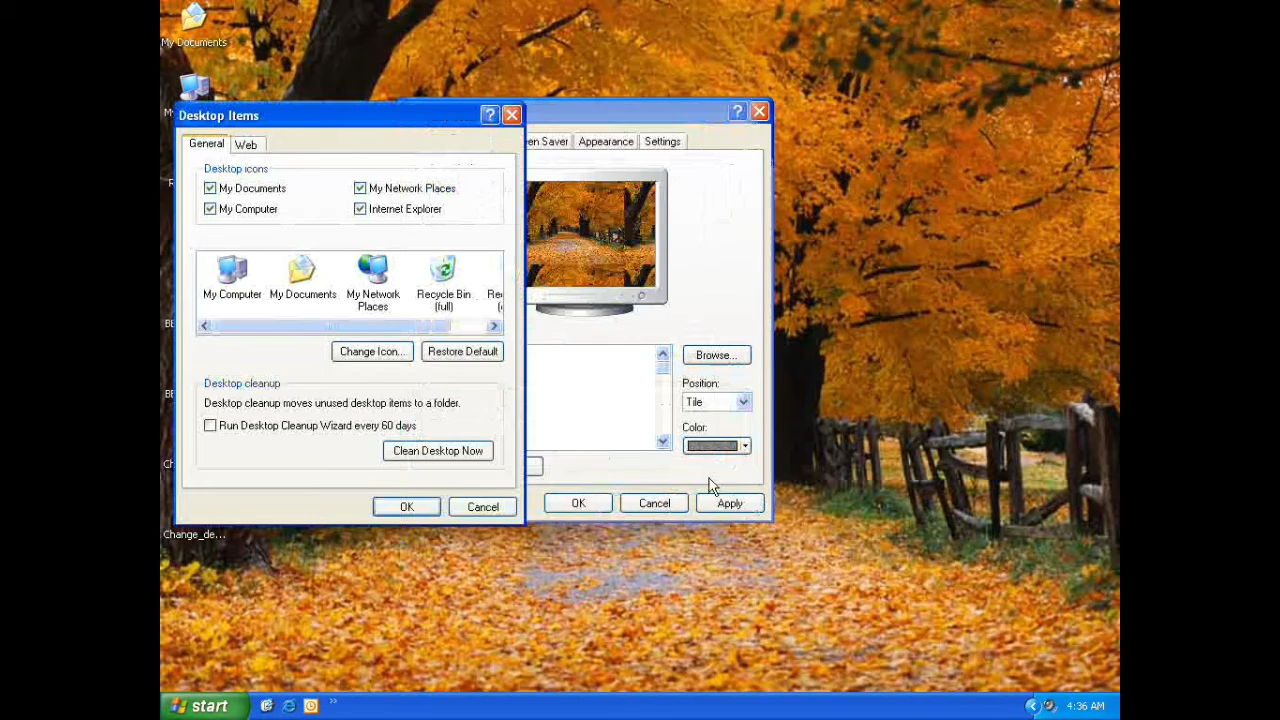 My Documents
Desktop Items
General
Web
Desktop icons
My Documents
My Network Places
My Computer
Internet Explorer
My Computer
My Documents
My Network
Places
Recycle Bin
(full)
Change Icon...
Restore Default
Desktop cleanup
Desktop cleanup moves unused desktop items to a folder.
Run Desktop Cleanup Wizard every 60 days
Clean Desktop Now
OK
Cancel
en Saver
Appearance
Settings
Browse...
Position:
Tile
Color:
OK
Cancel
Apply
Change_de...
start
4:36 AM